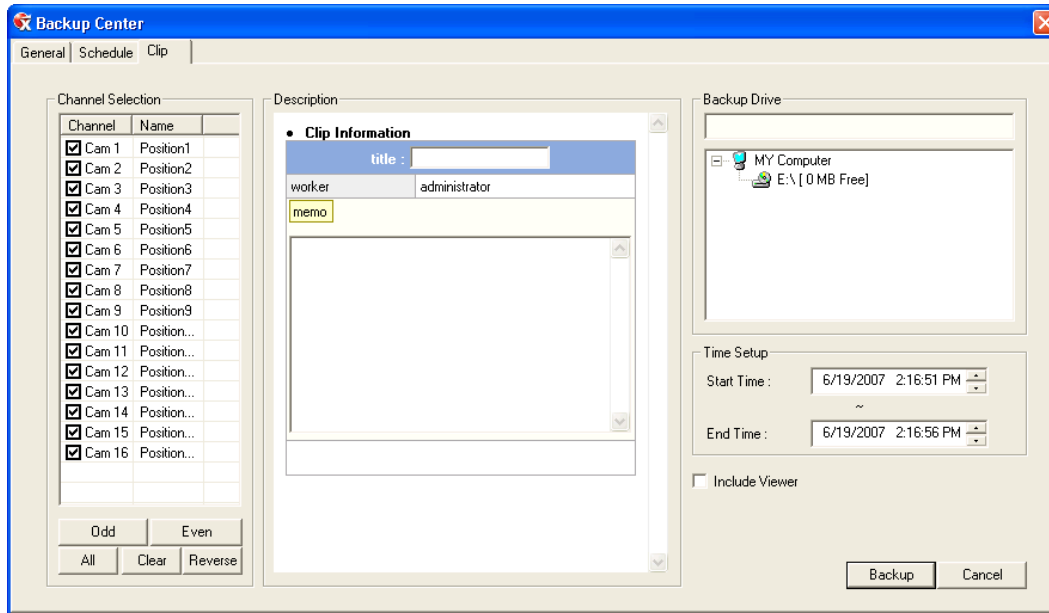 Backup Center
General Schedule Clip
Channel Selection
Channel Name
Cam 1 Position1
Cam 2 Position2
Cam 3 Position3
Cam 4 Position4
Cam 5 Position5
Cam 6 Position6
Cam 7 Position7
Cam 8 Position8
Cam 9 Position9
Cam 10 Position...
Cam 11 Position...
Cam 12 Position...
Cam 13 Position...
Cam 14 Position...
Cam 15 Position...
Cam 16 Position...
Odd Even
All Clear Reverse
Description
• Clip Information
title :
worker administrator
memo
Backup Drive
MY Computer
E:\ [ 0 MB Free]
Time Setup
Start Time : 6/19/2007 2:16:51 PM
~
End Time : 6/19/2007 2:16:56 PM
Include Viewer
Backup Cancel